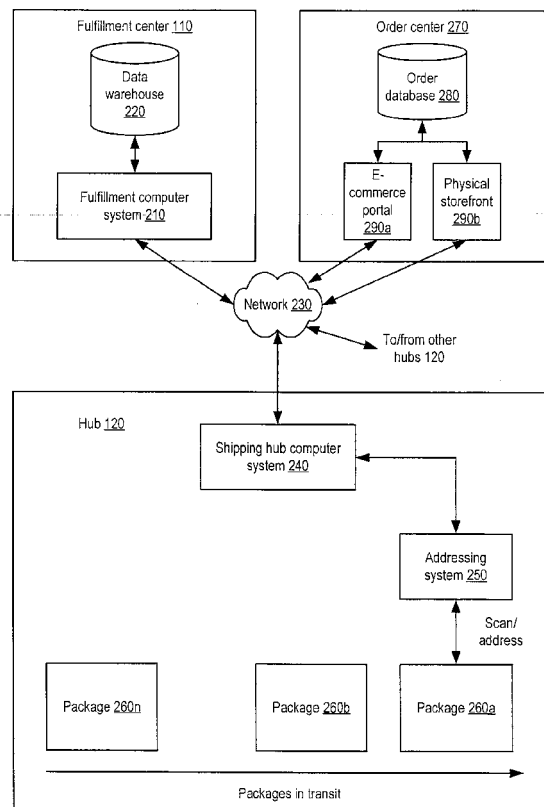 Fulfillment center 110
Data
warehouse
220
Fulfillment computer
system 210
Order center 270
Order
database 280
E-
commerce
portal
290a
Physical
storefront
290b
Network 230
To/from other
hubs 120
Hub 120
Shipping hub computer
system 240
Addressing
system 250
Scan/
address
Package 260n
Package 260b
Package 260a
Packages in transit